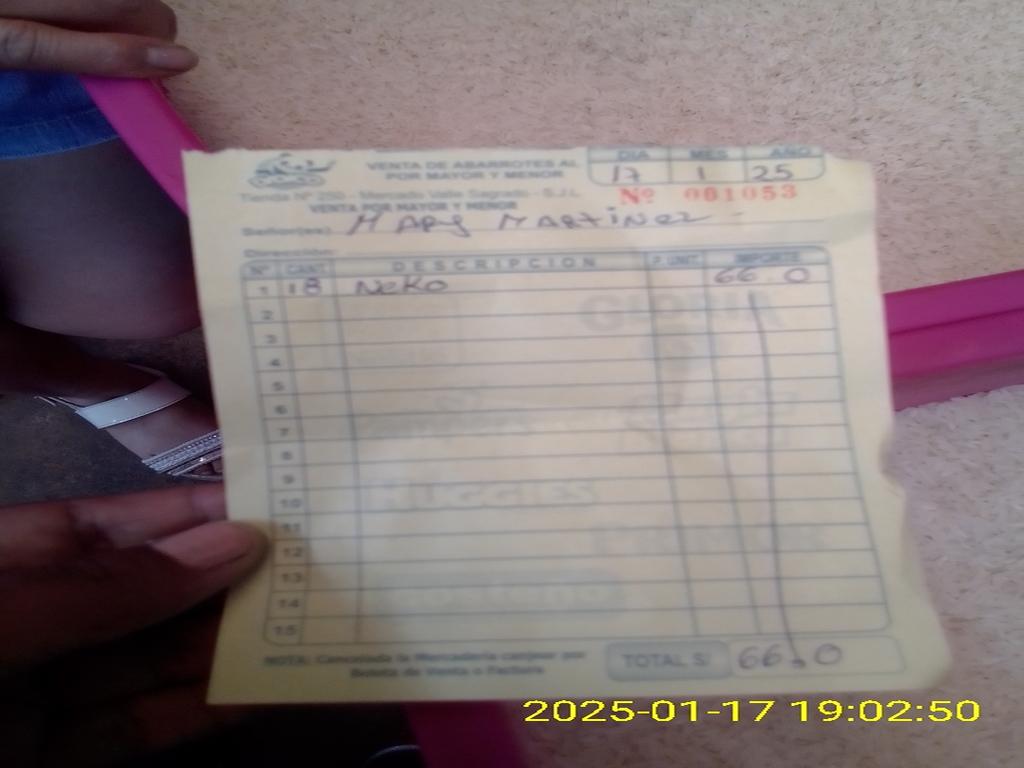 VENTA DE ABARROTES AL
POR MAYOR Y MENOR
DIA MES AÑO
17 1 25
Tienda Nº 250 - Mercado Valle Sagrado - S.J.L.
Nº 001053
VENTA POR MAYOR Y MENOR
Señor(es) MARY MARTINEZ
Dirección:
Nº CANT. DESCRIPCION P. UNIT. IMPORTE
1 18 Neko 66 0
2 GLORIA
3
4
5
6
7
8
9
10 HUGGIES
11
12
13
14
15
NOTA: Cancelada la Mercadería canjear por
Boleta de Venta o Factura
TOTAL S/ 66.0
2025-01-17 19:02:50